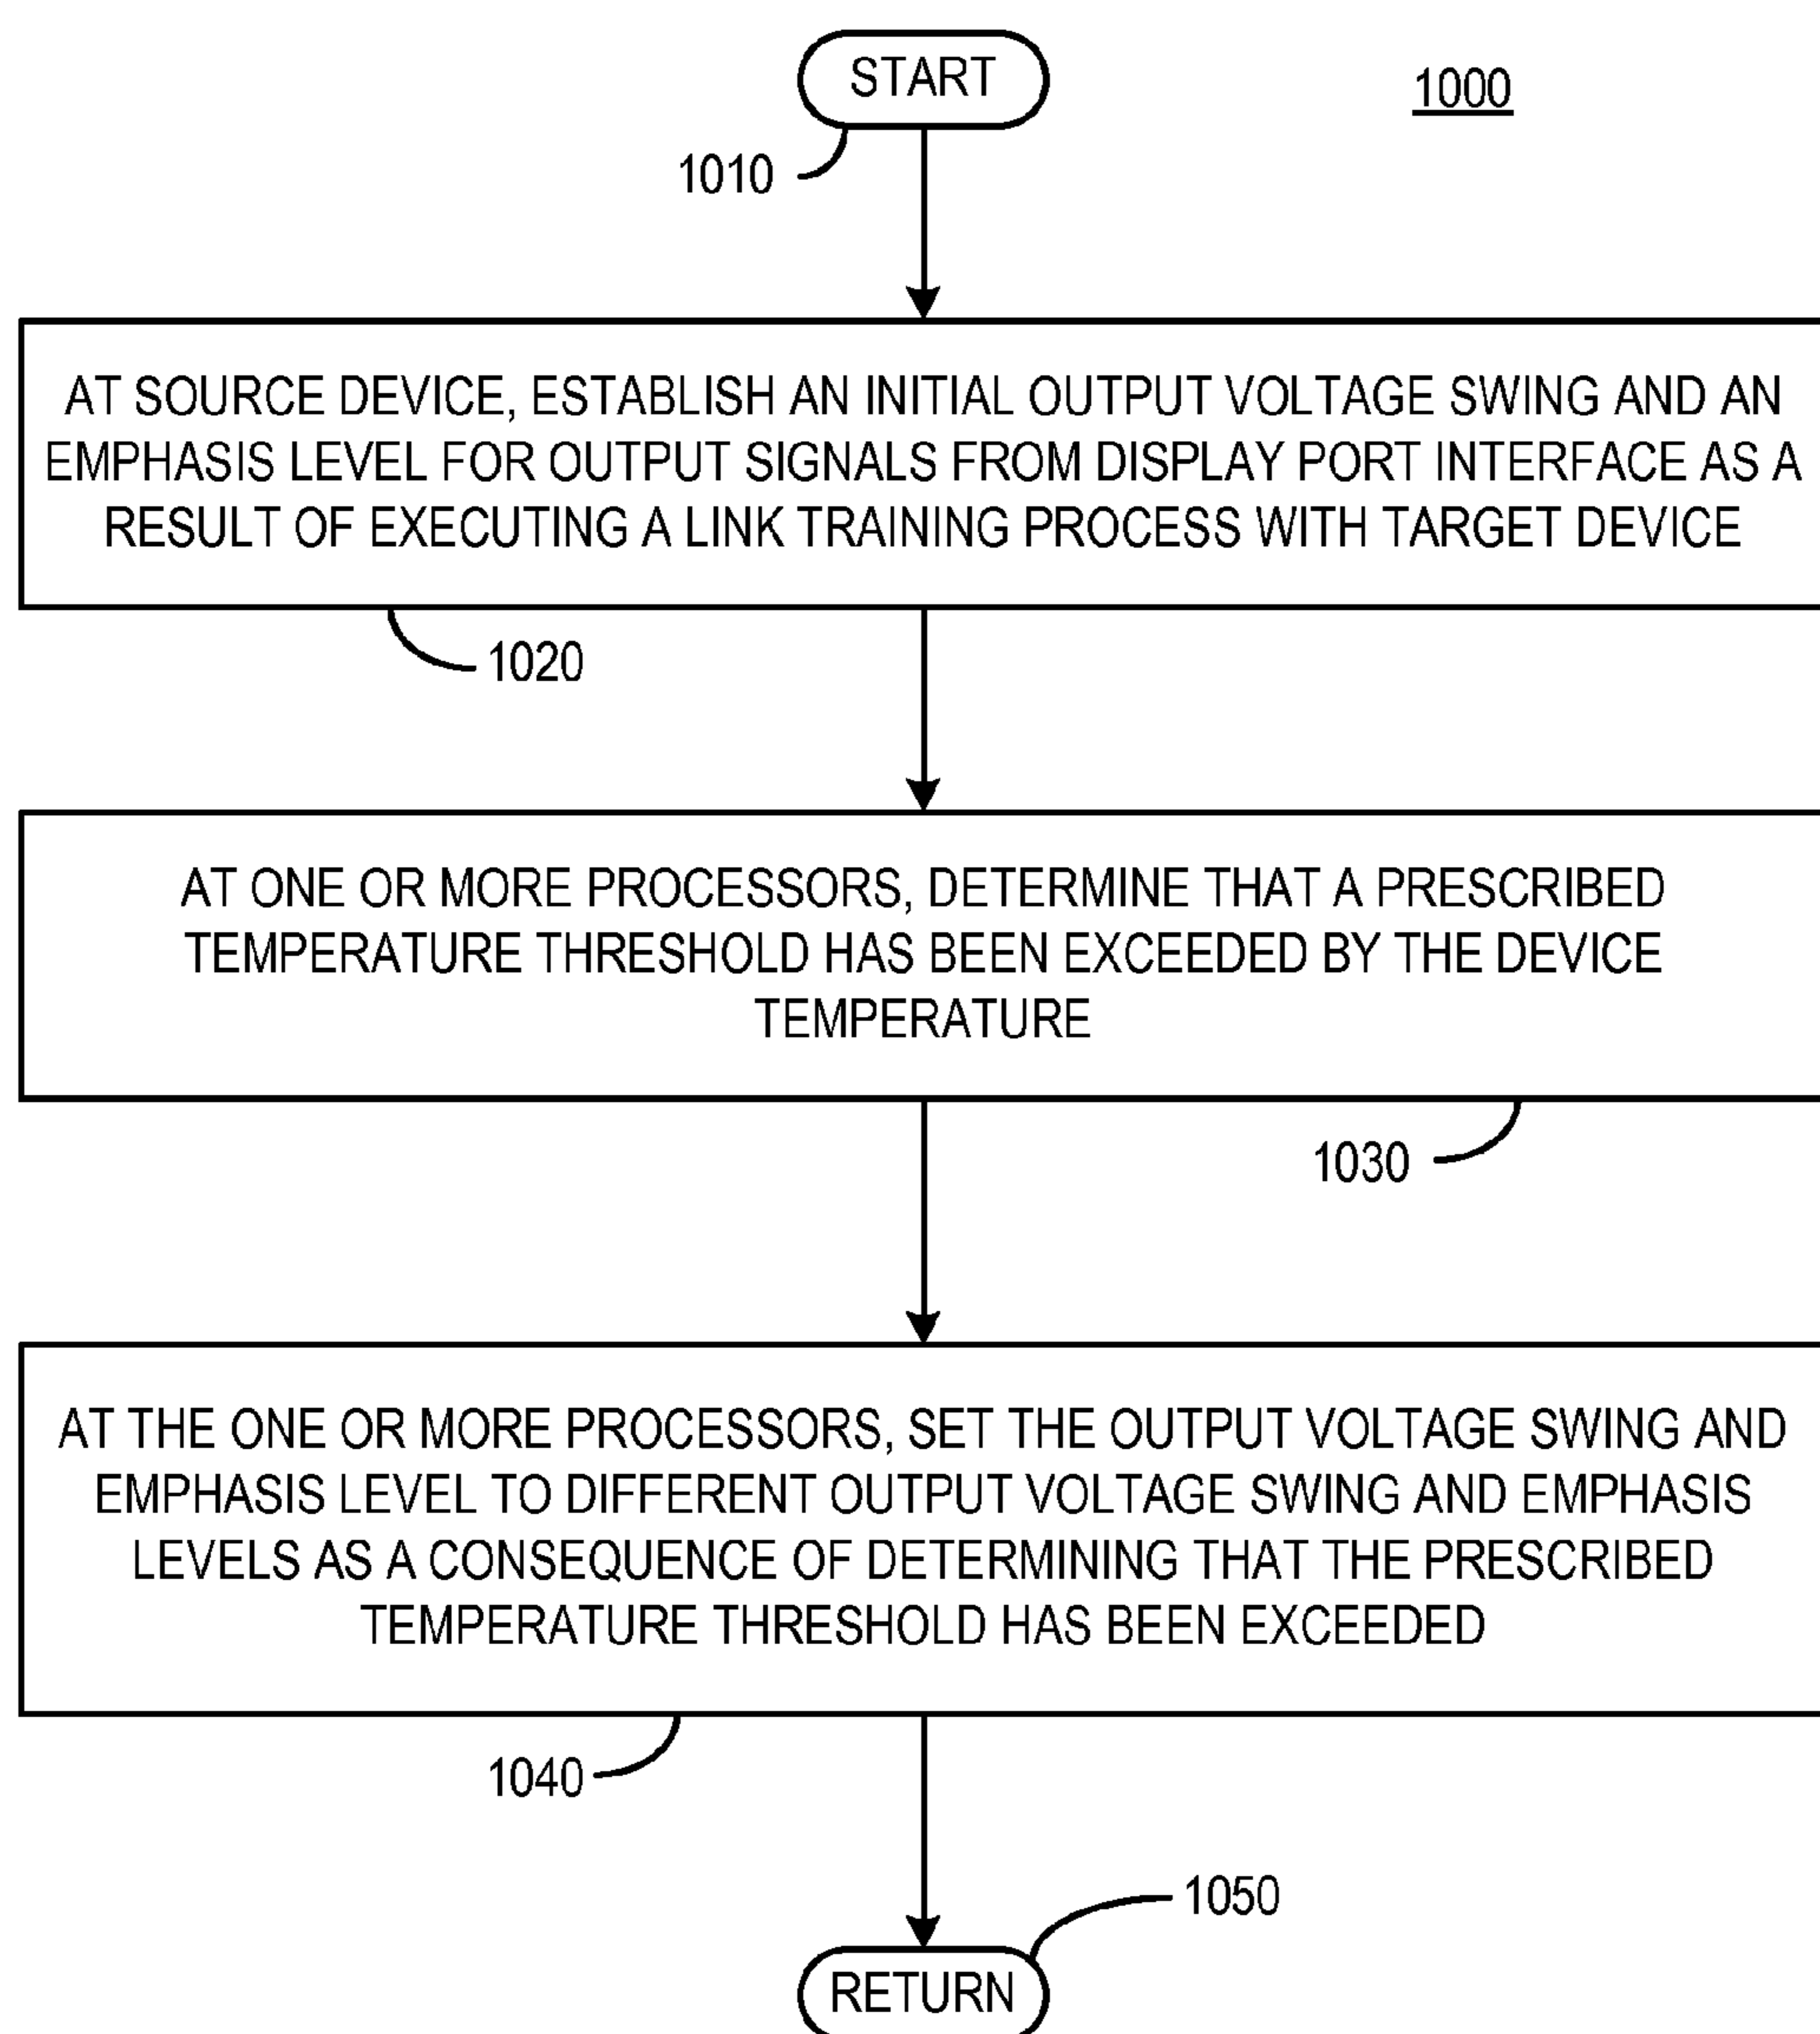 START
1000
1010
AT SOURCE DEVICE, ESTABLISH AN INITIAL OUTPUT VOLTAGE SWING AND AN
EMPHASIS LEVEL FOR OUTPUT SIGNALS FROM DISPLAY PORT INTERFACE AS A
RESULT OF EXECUTING A LINK TRAINING PROCESS WITH TARGET DEVICE
1020
AT ONE OR MORE PROCESSORS, DETERMINE THAT A PRESCRIBED
TEMPERATURE THRESHOLD HAS BEEN EXCEEDED BY THE DEVICE
TEMPERATURE
1030
AT THE ONE OR MORE PROCESSORS, SET THE OUTPUT VOLTAGE SWING AND
EMPHASIS LEVEL TO DIFFERENT OUTPUT VOLTAGE SWING AND EMPHASIS
LEVELS AS A CONSEQUENCE OF DETERMINING THAT THE PRESCRIBED
TEMPERATURE THRESHOLD HAS BEEN EXCEEDED
1040
1050
RETURN